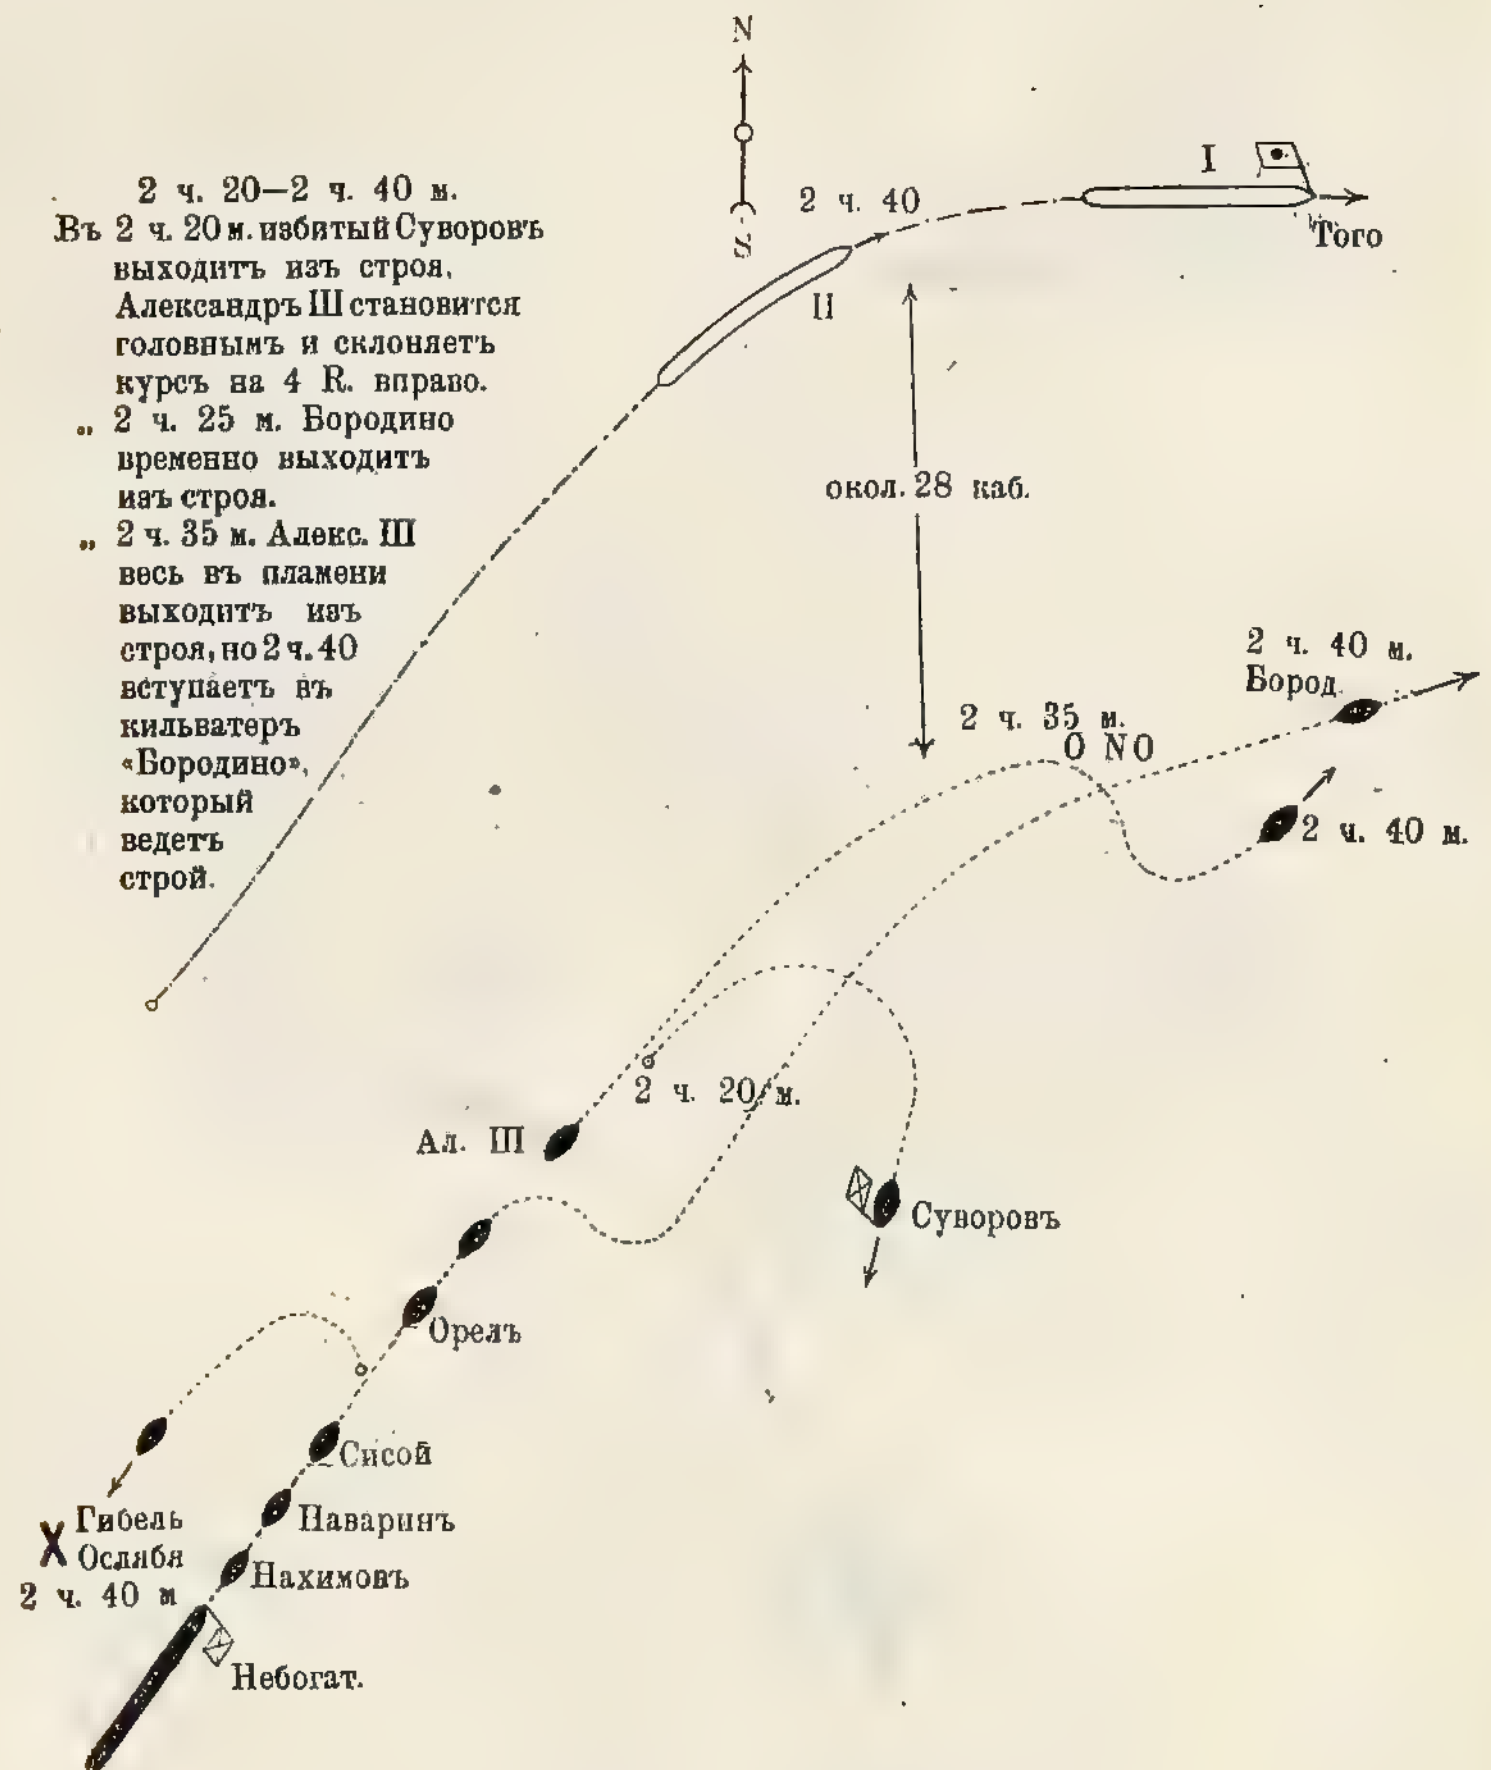 N
2 ч. 20–2 ч. 40 м.
Въ 2 ч. 20 м. избитый Суворовъ
выходитъ изъ строя,
Александръ III становится
головнымъ и склоняетъ
курсъ на 4 R. вправо.
„ 2 ч. 25 м. Бородино
временно выходитъ
изъ строя.
„ 2 ч. 35 м. Алекс. III
весь въ пламени
выходитъ изъ
строя, но 2 ч. 40
вступаетъ въ
кильватеръ
«Бородино»,
который
ведетъ
строй.
S
2 ч. 40
I
Того
II
окол. 28 каб.
2 ч. 40 м.
Бород.
2 ч. 35 м.
O NO
2 ч. 40 м.
2 ч. 20 м.
Ал. III
Суворовъ
Орелъ
Сисой
Наваринъ
Нахимовъ
Гибель
Ослябя
2 ч. 40 м
X
Небогат.